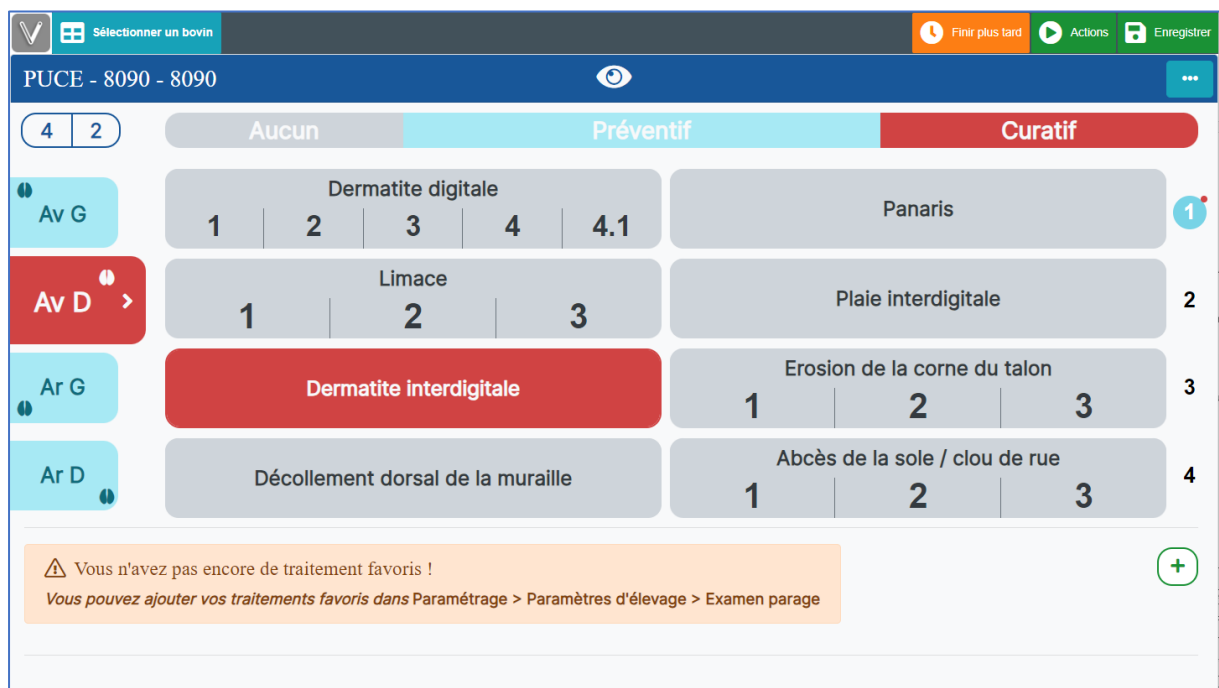 V Sélectionner un bovin Finir plus tard Actions Enregistrer
PUCE - 8090 - 8090
4 2 Aucun Préventif Curatif
Av G
Dermatite digitale
1 2 3 4 4.1
Panaris
1
Av D
Limace
1 2 3
Plaie interdigitale
2
Ar G
Dermatite interdigitale
Erosion de la corne du talon
1 2 3
3
Ar D
Décollement dorsal de la muraille
Abcès de la sole / clou de rue
1 2 3
4
Vous n'avez pas encore de traitement favoris !
Vous pouvez ajouter vos traitements favoris dans Paramétrage > Paramètres d'élevage > Examen parage